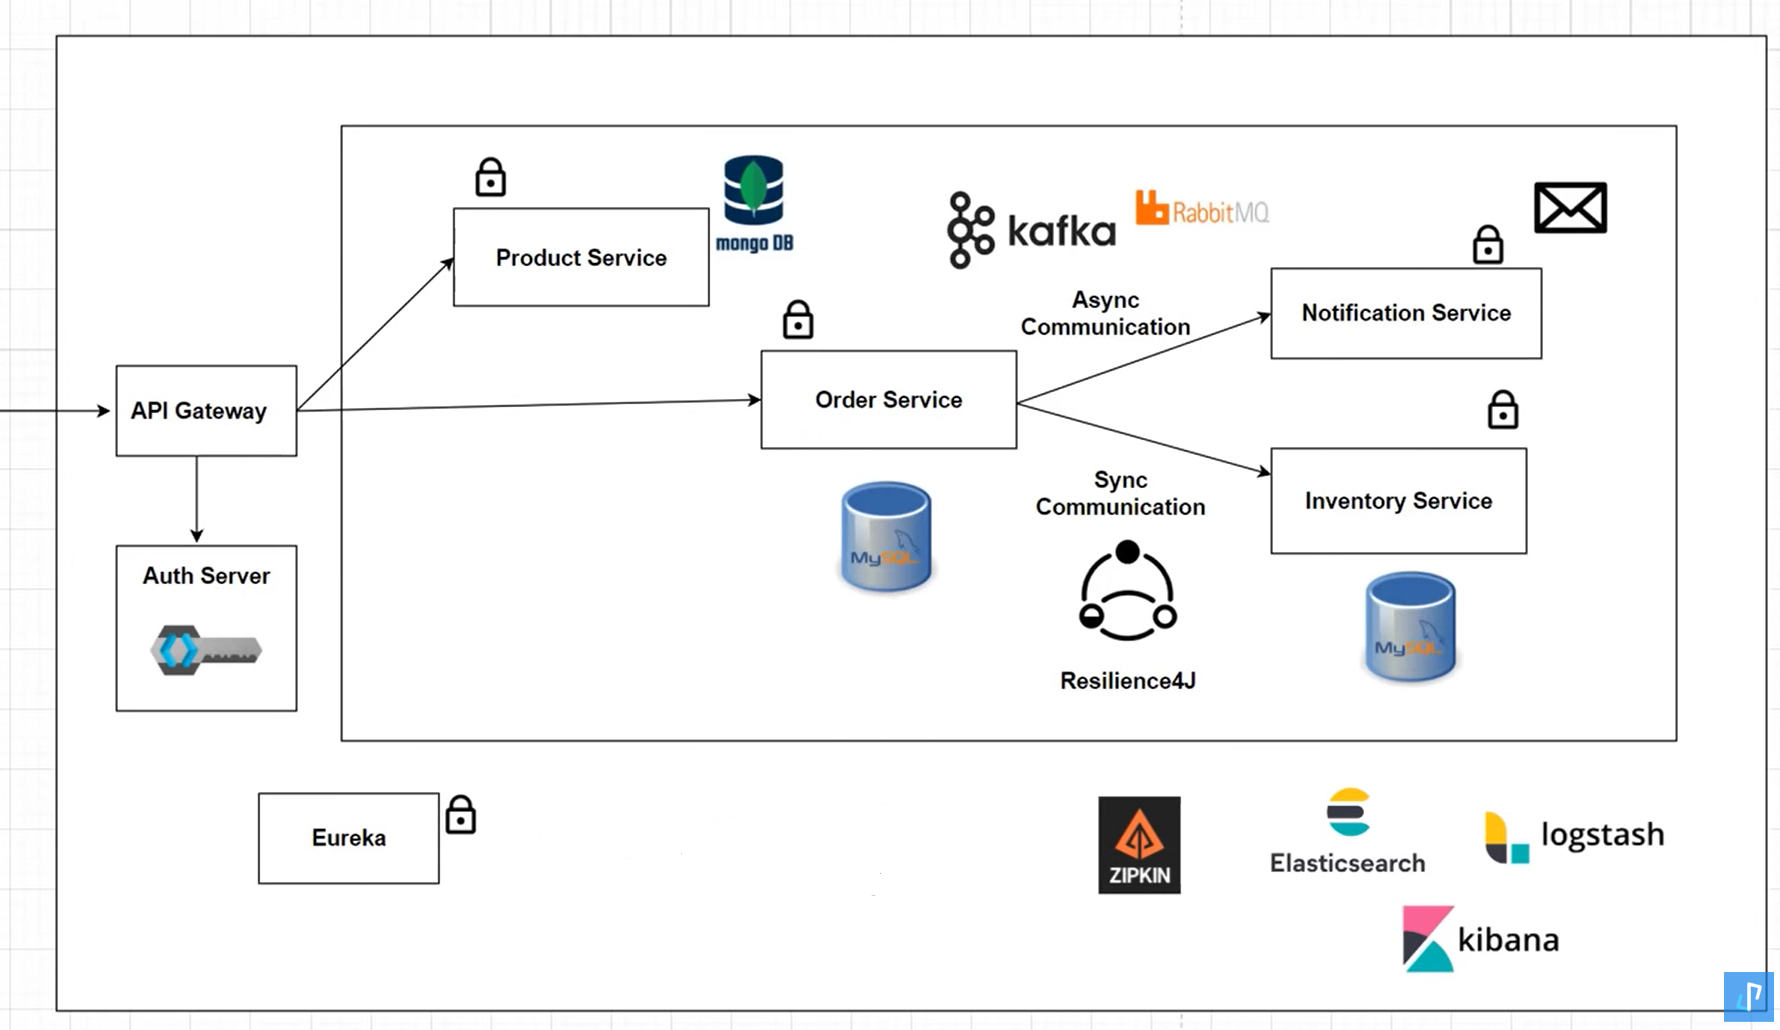 mongo DB
Product Service
kafka
RabbitMQ
Async
Communication
Notification Service
API Gateway
Order Service
Sync
Communication
Inventory Service
MySQL
Auth Server
MySQL
Resilience4J
Eureka
ZIPKIN
Elasticsearch
logstash
kibana